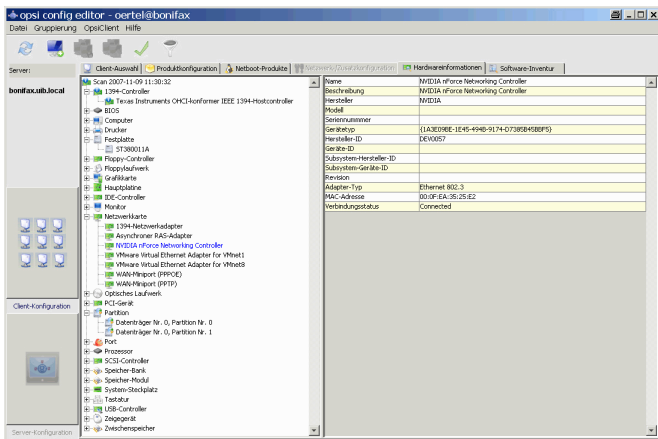 opsi config editor - oertel@bonifax
Datei Gruppierung OpsiClient Hilfe
Server:
bonifax.uib.local
Client-Konfiguration
Server-Konfiguration
Client-Auswahl Produktkonfiguration Netboot-Produkte Netzwerk/Zusatzkonfiguration Hardwareinformationen Software-Inventur
Scan 2007-11-09 11:30:32
1394-Controller
Texas Instruments OHCI-konformer IEEE 1394-Hostcontroller
BIOS
Computer
Drucker
Festplatte
ST380011A
Floppy-Controller
Floppylaufwerk
Grafikkarte
Hauptplatine
IDE-Controller
Monitor
Netzwerkkarte
1394-Netzwerkadapter
Asynchroner RAS-Adapter
NVIDIA nForce Networking Controller
VMware Virtual Ethernet Adapter for VMnet1
VMware Virtual Ethernet Adapter for VMnet8
WAN-Miniport (PPPOE)
WAN-Miniport (PPTP)
Optisches Laufwerk
PCI-Gerät
Partition
Datenträger Nr. 0, Partition Nr. 0
Datenträger Nr. 0, Partition Nr. 1
Port
Prozessor
SCSI-Controller
Speicher-Bank
Speicher-Modul
System-Steckplatz
Tastatur
USB-Controller
Zeigegerät
Zwischenspeicher
Name NVIDIA nForce Networking Controller
Beschreibung NVIDIA nForce Networking Controller
Hersteller NVIDIA
Modell
Seriennummmer
Gerätetyp {1A3E09BE-1E45-494B-9174-D7385B45BBF5}
Hersteller-ID DEV0057
Geräte-ID
Subsystem-Hersteller-ID
Subsystem-Geräte-ID
Revision
Adapter-Typ Ethernet 802.3
MAC-Adresse 00:0F:EA:35:25:E2
Verbindungsstatus Connected